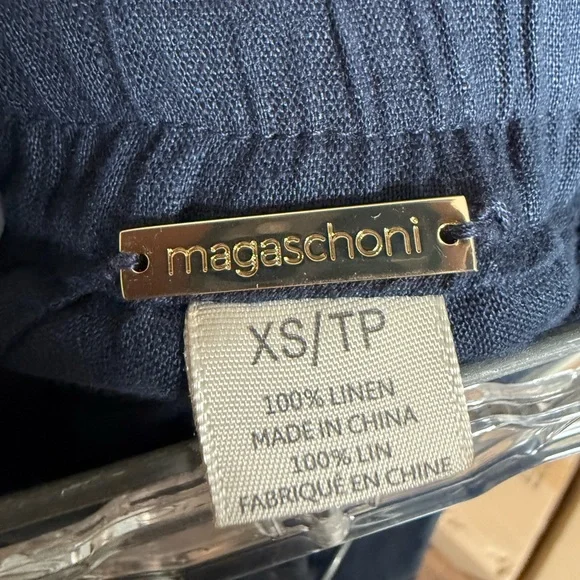 magaschoni
XS/TP
100% LINEN
MADE IN CHINA
100% LIN
FABRIQUÉ EN CHINE